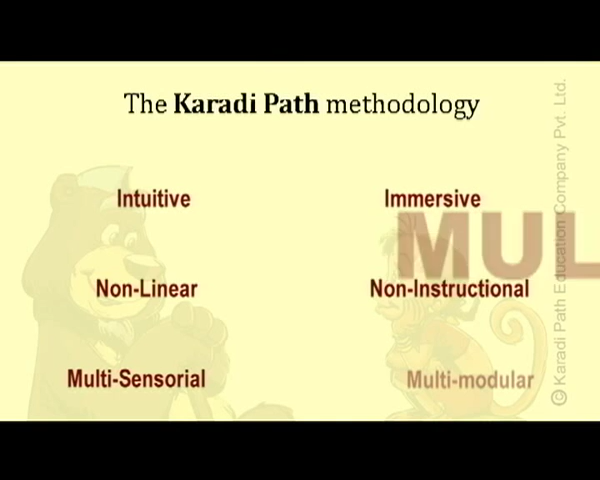 The Karadi Path methodology
Intuitive
Immersive
MUL
Non-Linear
Non-Instructional
Multi-Sensorial
Multi-modular
© Karadi Path Education Company Pvt. Ltd.